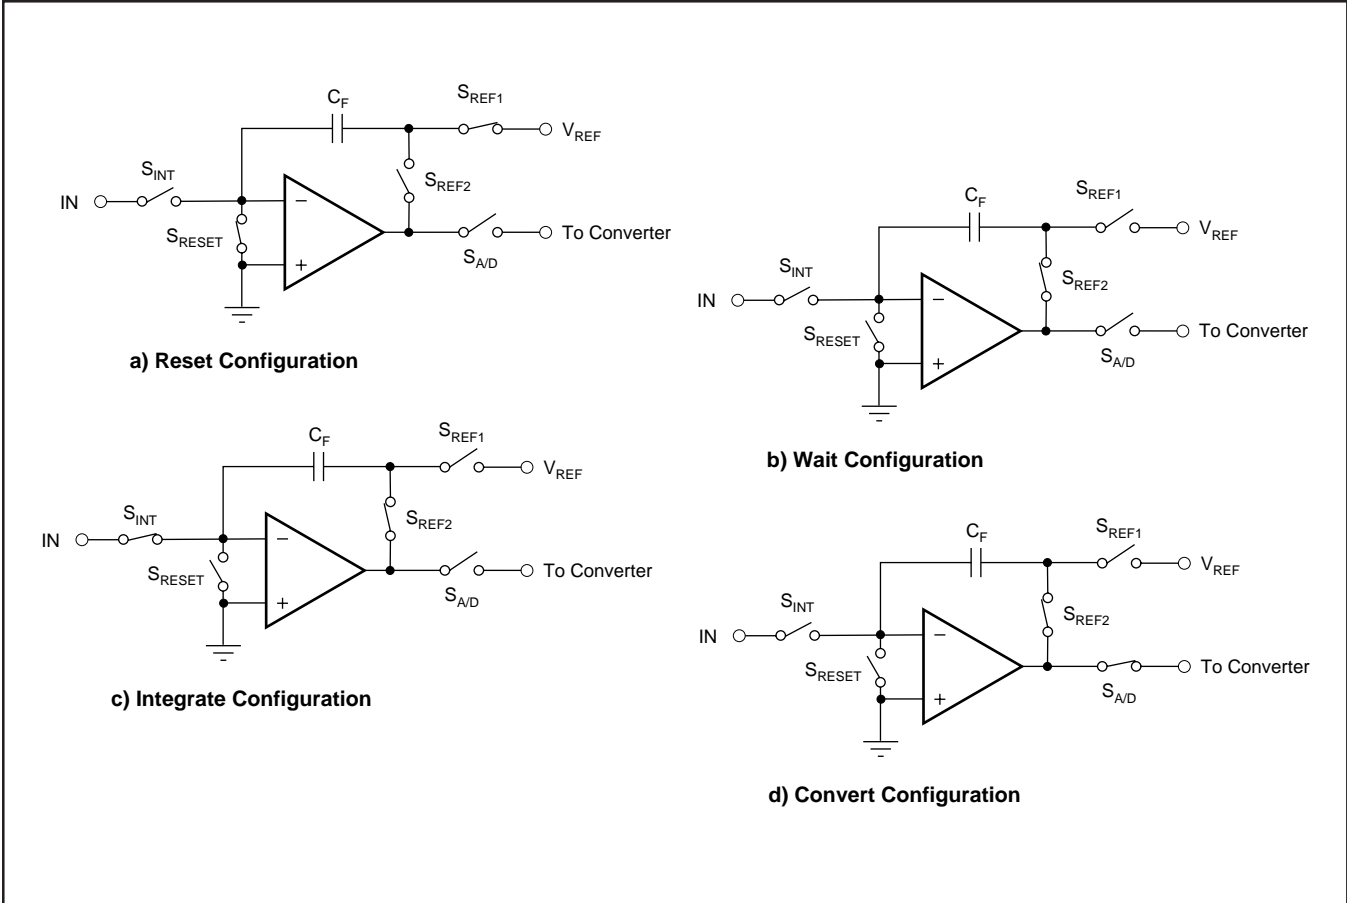 C_F
S_REF1
V_REF
S_INT
IN
S_REF2
S_RESET
−
+
To Converter
S_A/D
a) Reset Configuration
C_F
S_REF1
V_REF
S_INT
IN
S_REF2
S_RESET
−
+
To Converter
S_A/D
b) Wait Configuration
C_F
S_REF1
V_REF
S_INT
IN
S_REF2
S_RESET
−
+
To Converter
S_A/D
c) Integrate Configuration
C_F
S_REF1
V_REF
S_INT
IN
S_REF2
S_RESET
−
+
To Converter
S_A/D
d) Convert Configuration